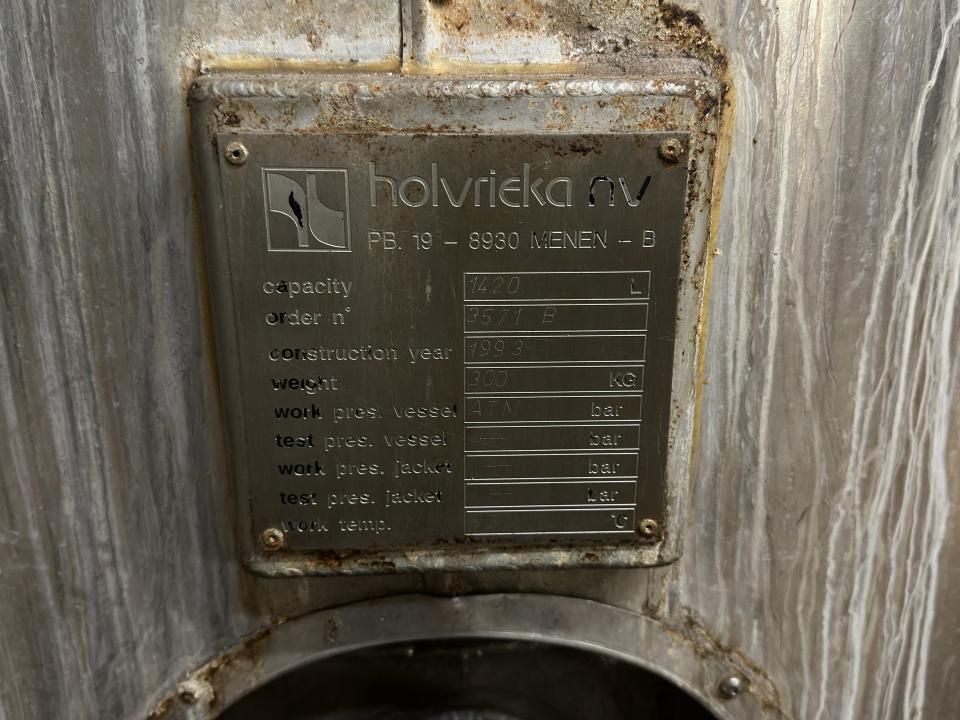 holvrieka nv
PB. 19 - 8930 MENEN - B
capacity 1420 L
order n° 3571 B
construction year 1993
weight 300 KG
work pres. vessel ATM bar
test pres. vessel --- bar
work pres. jacket --- bar
test pres. jacket --- bar
work temp. °C